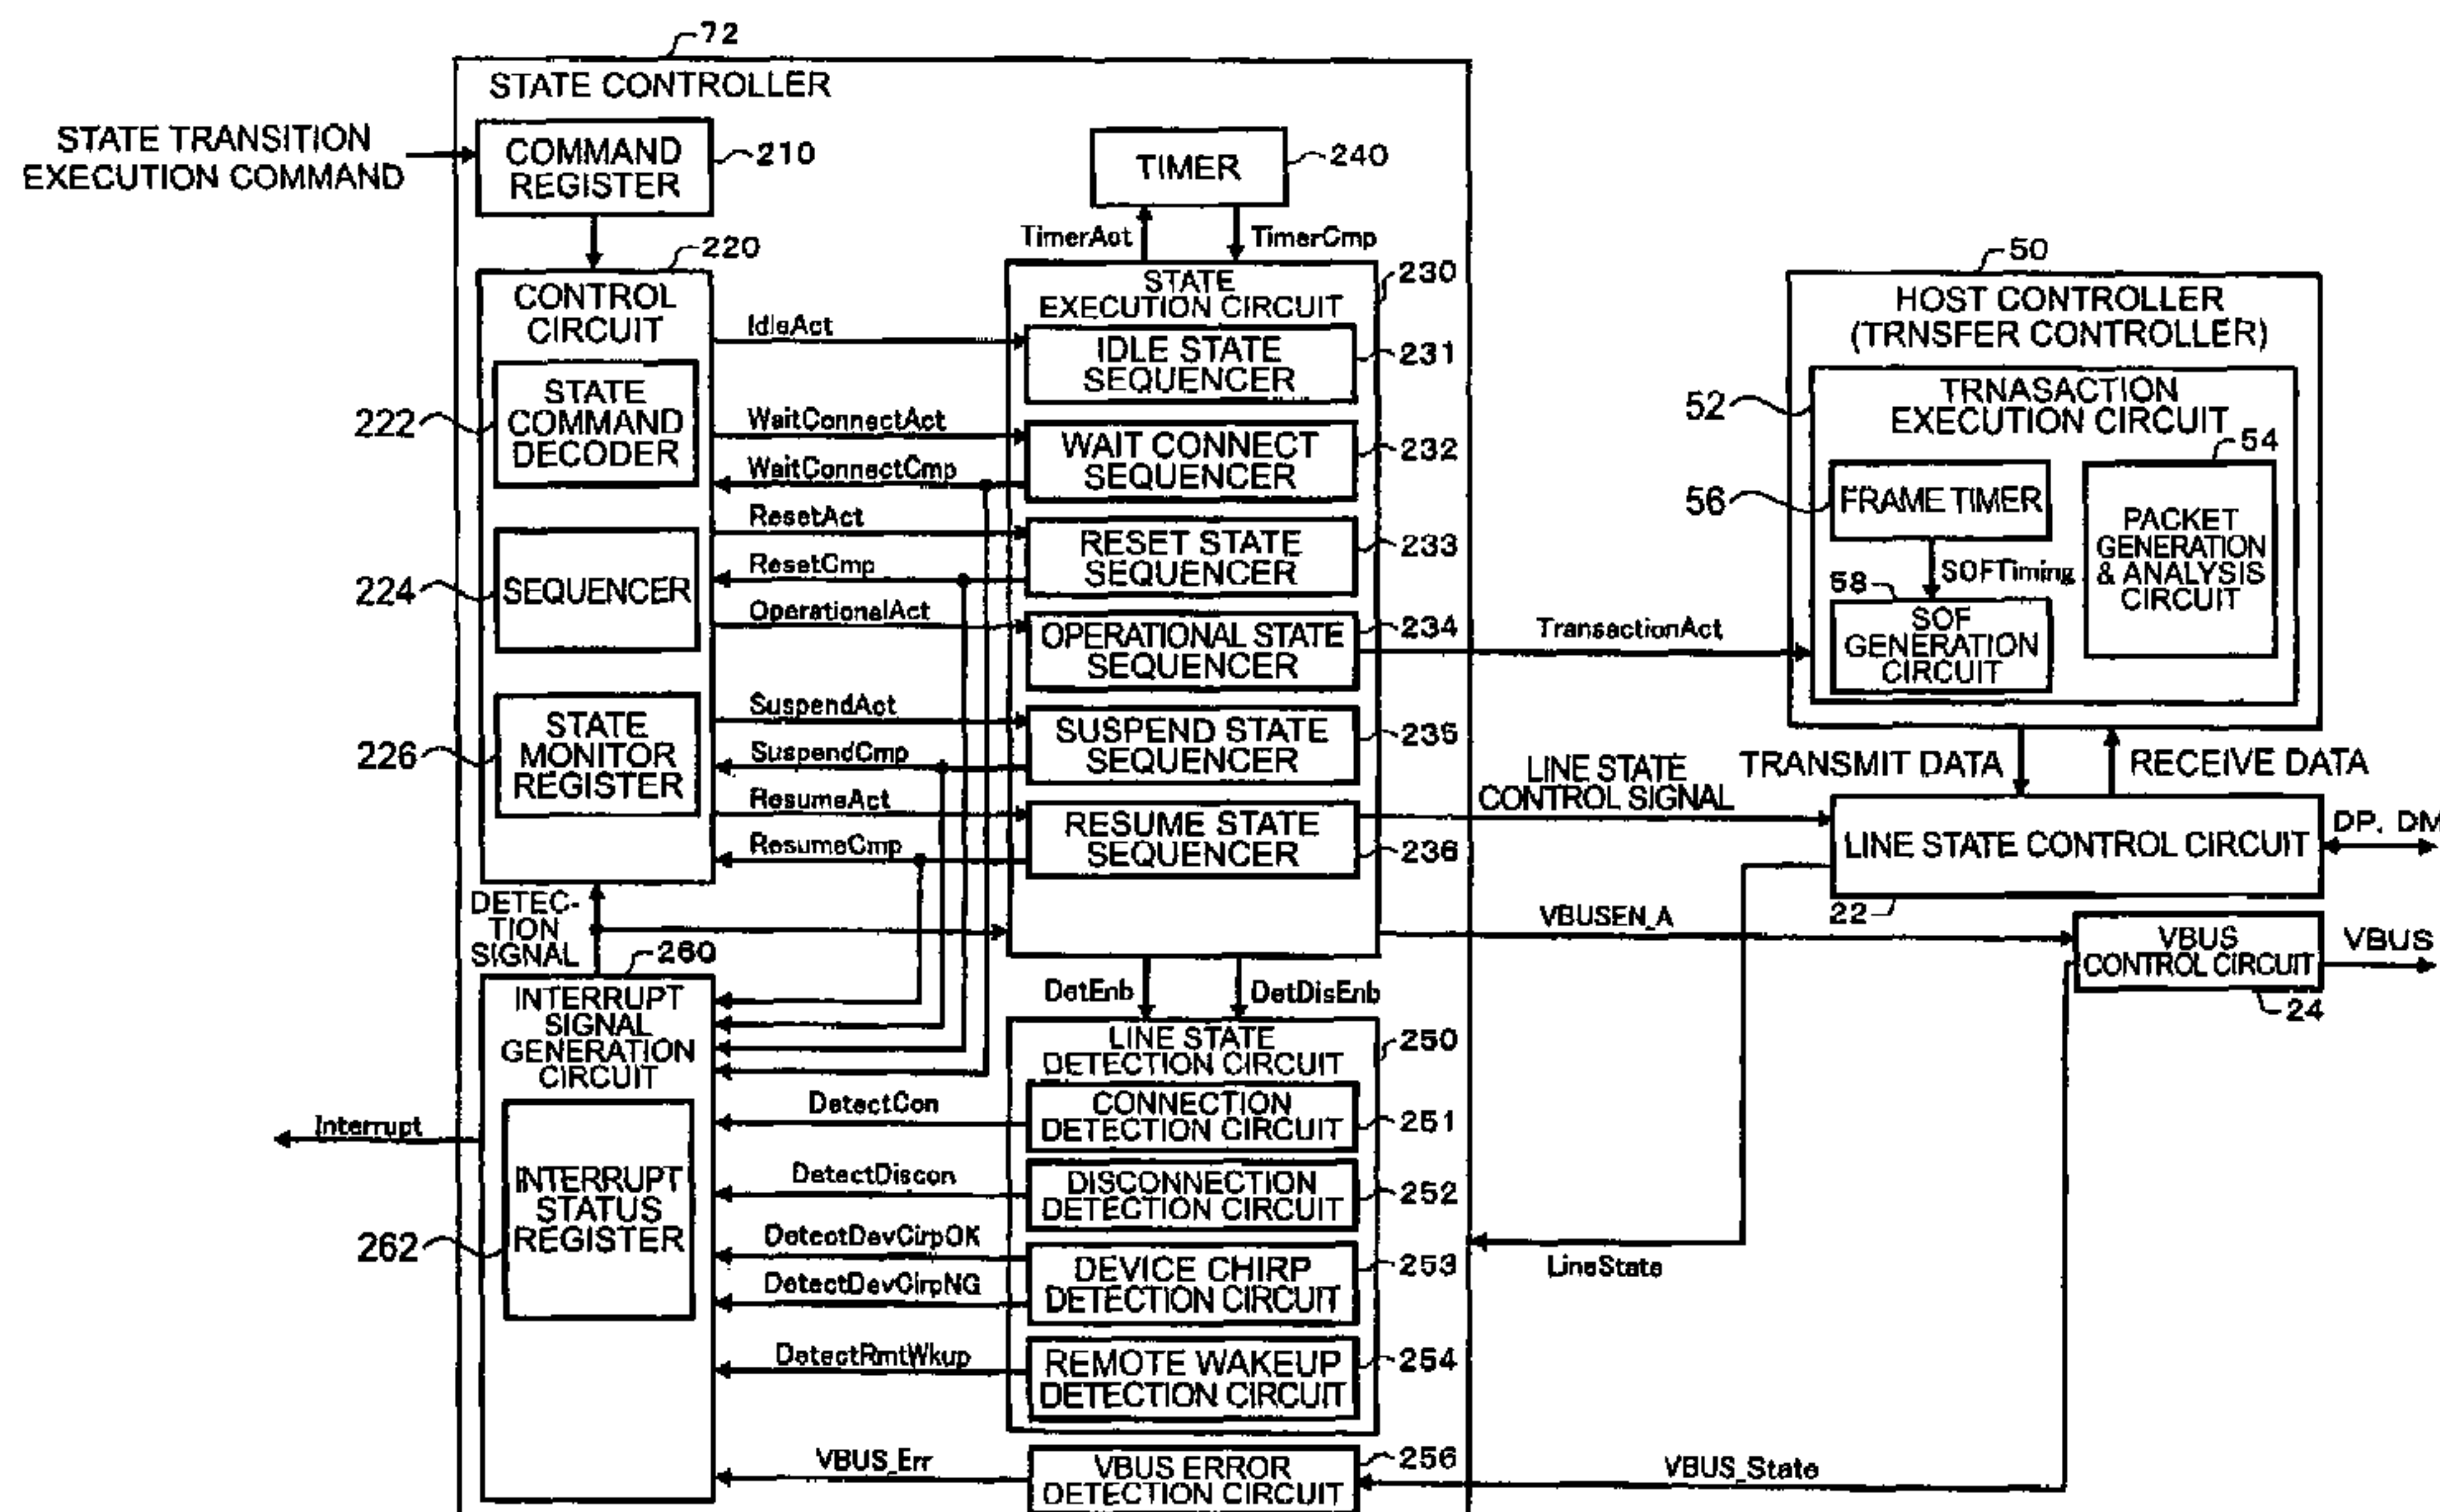 72
STATE CONTROLLER
STATE TRANSITION
EXECUTION COMMAND
COMMAND
REGISTER
210
TIMER
240
TimerAct
TimerCmp
220
CONTROL
CIRCUIT
STATE
COMMAND
DECODER
222
SEQUENCER
224
STATE
MONITOR
REGISTER
226
IdleAct
WaitConnectAct
WaitConnectCmp
ResetAct
ResetCmp
OperationalAct
SuspendAct
SuspendCmp
ResumeAct
ResumeCmp
STATE
EXECUTION CIRCUIT
230
IDLE STATE
SEQUENCER
231
WAIT CONNECT
SEQUENCER
232
RESET STATE
SEQUENCER
233
OPERATIONAL STATE
SEQUENCER
234
SUSPEND STATE
SEQUENCER
235
RESUME STATE
SEQUENCER
236
50
HOST CONTROLLER
(TRNSFER CONTROLLER)
52
TRNASACTION
EXECUTION CIRCUIT
54
56
FRAME TIMER
PACKET
GENERATION
& ANALYSIS
CIRCUIT
SOFTiming
58
SOF
GENERATION
CIRCUIT
TransactionAct
TRANSMIT DATA
RECEIVE DATA
LINE STATE
CONTROL SIGNAL
LINE STATE CONTROL CIRCUIT
DP, DM
22
VBUSEN_A
VBUS
CONTROL CIRCUIT
VBUS
24
DETEC-
TION
SIGNAL
260
INTERRUPT
SIGNAL
GENERATION
CIRCUIT
Interrupt
INTERRUPT
STATUS
REGISTER
262
DetEnb
DetDisEnb
LINE STATE
DETECTION CIRCUIT
250
DetectCon
CONNECTION
DETECTION CIRCUIT
251
DetectDiscon
DISCONNECTION
DETECTION CIRCUIT
252
DetectDevCirpOK
DetectDevCirpNG
DEVICE CHIRP
DETECTION CIRCUIT
253
DetectRmtWkup
REMOTE WAKEUP
DETECTION CIRCUIT
254
LineState
VBUS_Err
VBUS ERROR
DETECTION CIRCUIT
256
VBUS_State